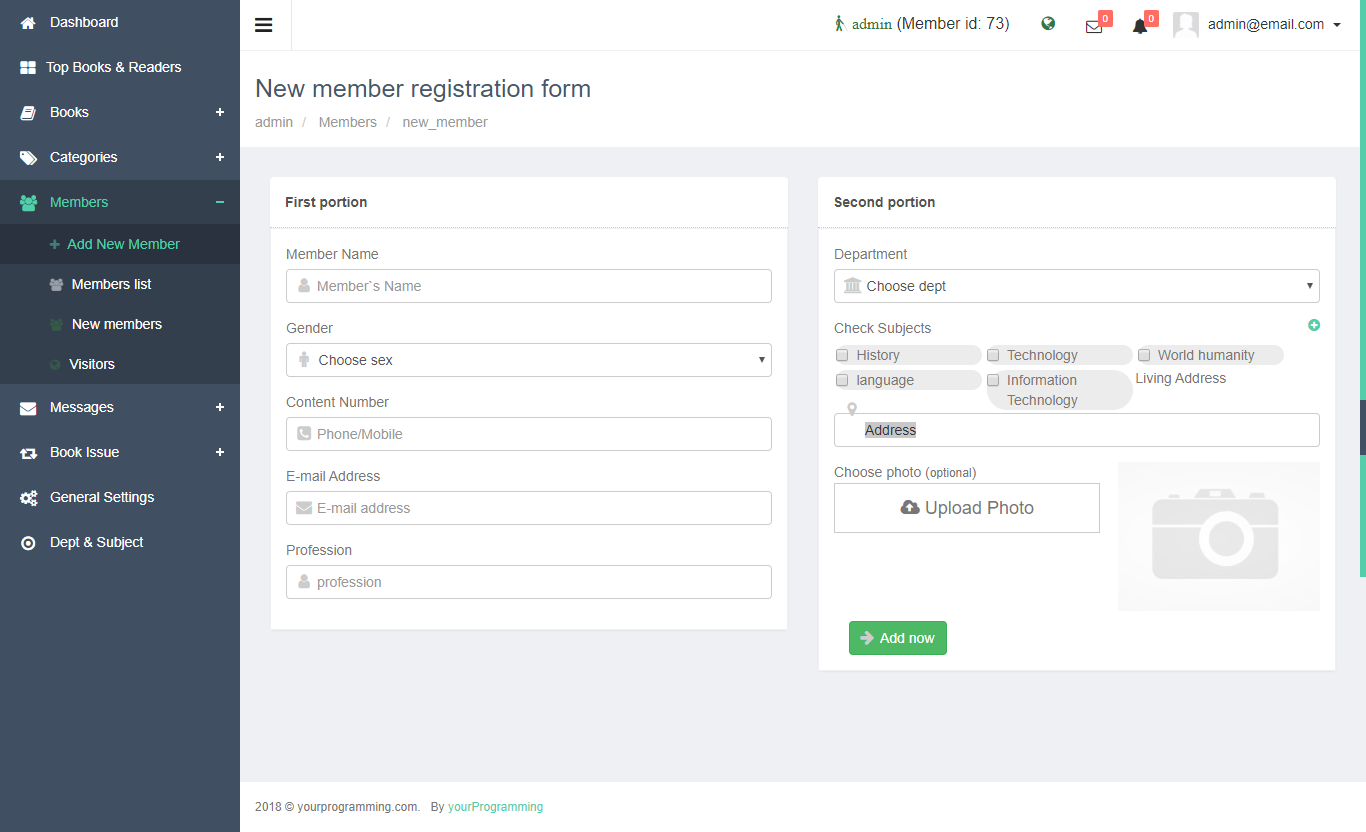 Dashboard
Top Books & Readers
Books +
Categories +
Members −
Add New Member
Members list
New members
Visitors
Messages +
Book Issue +
General Settings
Dept & Subject
admin (Member id: 73)
0
0
admin@email.com
New member registration form
admin / Members / new_member
First portion
Member Name
Member`s Name
Gender
Choose sex
Content Number
Phone/Mobile
E-mail Address
E-mail address
Profession
profession
Second portion
Department
Choose dept
Check Subjects
History Technology World humanity
language Information Technology
Living Address
Address
Choose photo (optional)
Upload Photo
Add now
2018 © yourprogramming.com. By yourProgramming